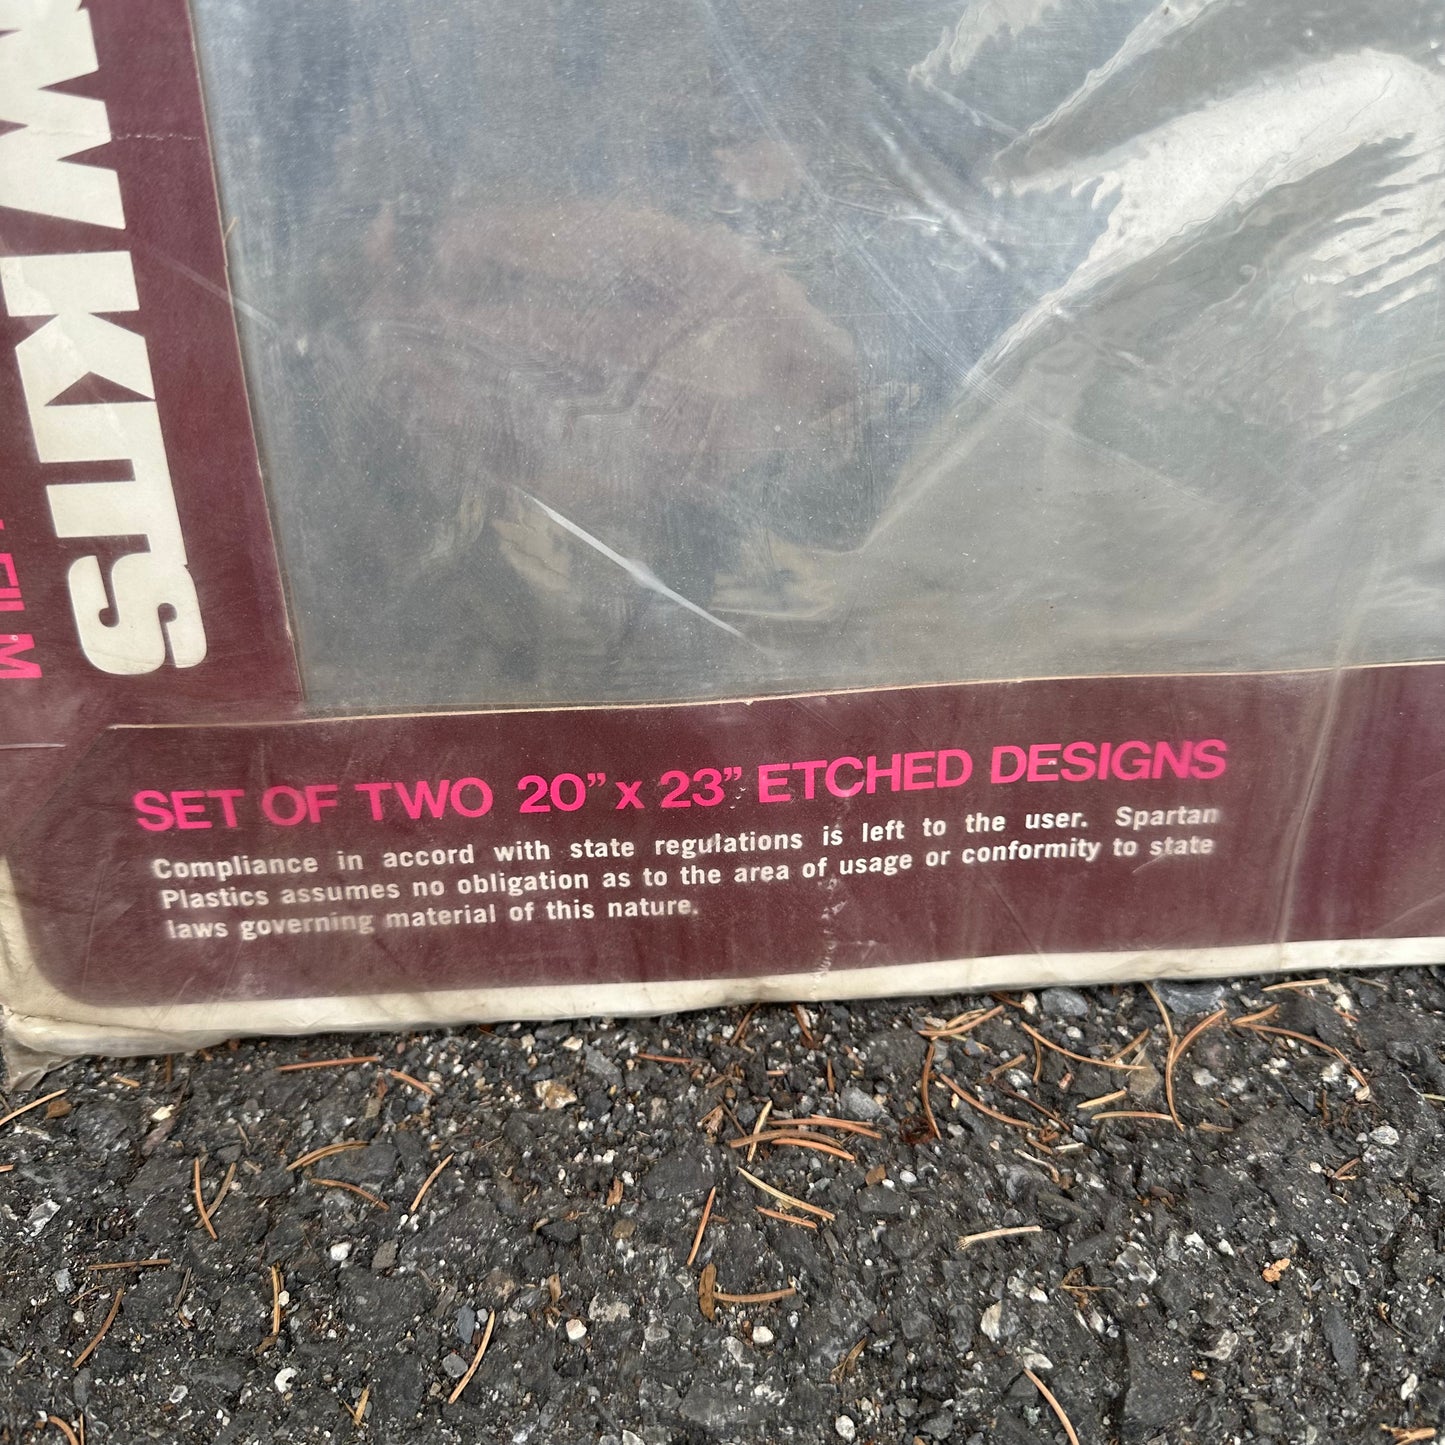 W KITS
FILM
SET OF TWO 20" x 23" ETCHED DESIGNS
Compliance in accord with state regulations is left to the user. Spartan
Plastics assumes no obligation as to the area of usage or conformity to state
laws governing material of this nature.